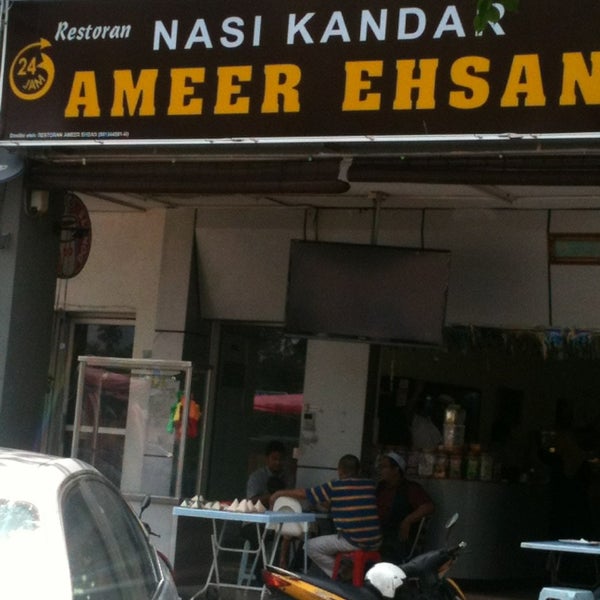 Restoran NASI KANDAR
24
JAM
AMEER EHSAN